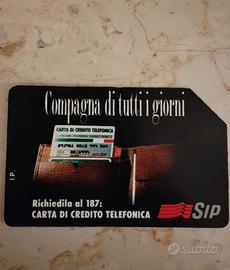 Compagna di tutti i giorni
CARTA DI CREDITO TELEFONICA
I.P.
Richiedila al 187:
CARTA DI CREDITO TELEFONICA
SIP
subito